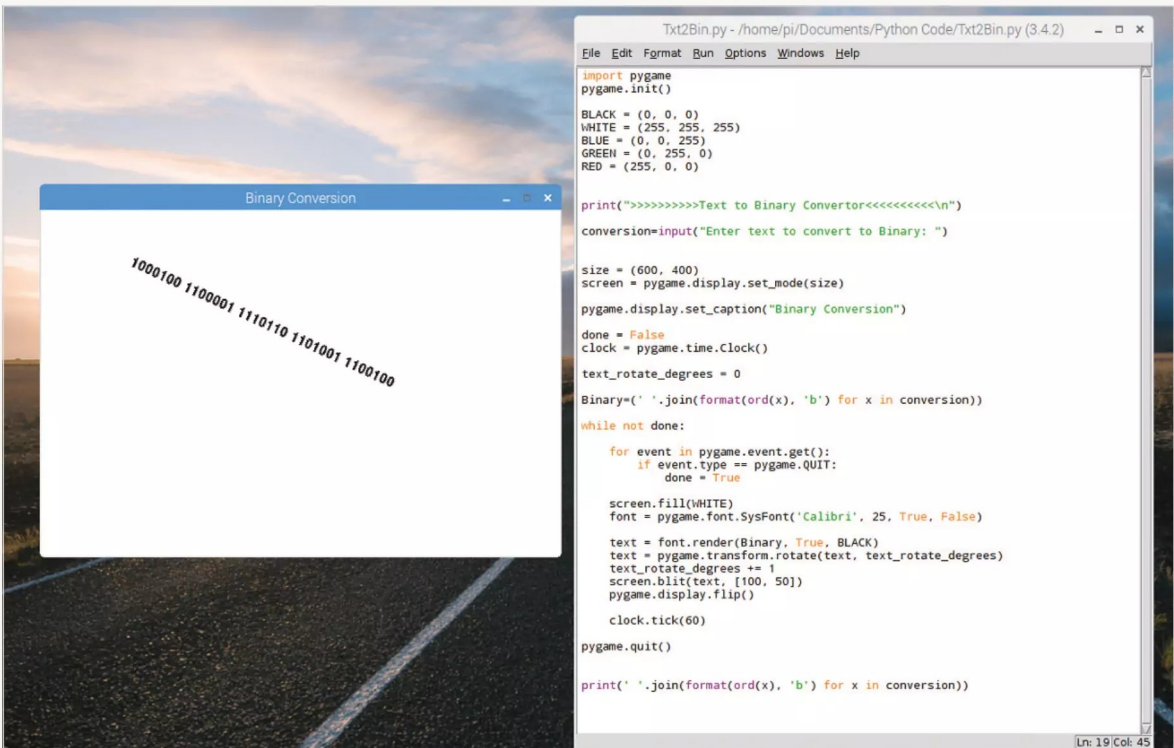 Binary Conversion
1000100 1100001 1110110 1101001 1100100
Txt2Bin.py - /home/pi/Documents/Python Code/Txt2Bin.py (3.4.2)
File Edit Format Run Options Windows Help
import pygame
pygame.init()
BLACK = (0, 0, 0)
WHITE = (255, 255, 255)
BLUE = (0, 0, 255)
GREEN = (0, 255, 0)
RED = (255, 0, 0)
print(">>>>>>>>>>Text to Binary Convertor<<<<<<<<<<\n")
conversion=input("Enter text to convert to Binary: ")
size = (600, 400)
screen = pygame.display.set_mode(size)
pygame.display.set_caption("Binary Conversion")
done = False
clock = pygame.time.Clock()
text_rotate_degrees = 0
Binary=(' '.join(format(ord(x), 'b') for x in conversion))
while not done:
    for event in pygame.event.get():
        if event.type == pygame.QUIT:
            done = True
    screen.fill(WHITE)
    font = pygame.font.SysFont('Calibri', 25, True, False)
    text = font.render(Binary, True, BLACK)
    text = pygame.transform.rotate(text, text_rotate_degrees)
    text_rotate_degrees += 1
    screen.blit(text, [100, 50])
    pygame.display.flip()
    clock.tick(60)
pygame.quit()
print(' '.join(format(ord(x), 'b') for x in conversion))
Ln: 19 Col: 45